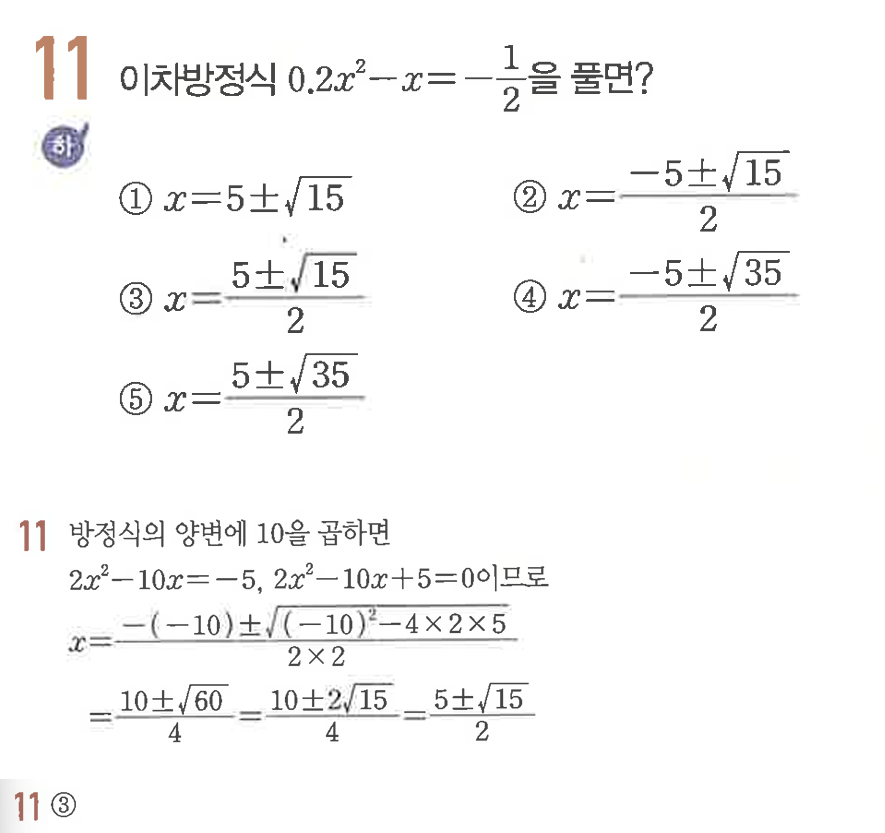 11 이차방정식 0.2x²-x=-1/2을 풀면?
하
① x=5±√15 ② x=(-5±√15)/2
③ x=(5±√15)/2 ④ x=(-5±√35)/2
⑤ x=(5±√35)/2
11 방정식의 양변에 10을 곱하면
2x²-10x=-5, 2x²-10x+5=0이므로
x=(-(-10)±√((-10)²-4×2×5))/(2×2)
=(10±√60)/4=(10±2√15)/4=(5±√15)/2
11 ③